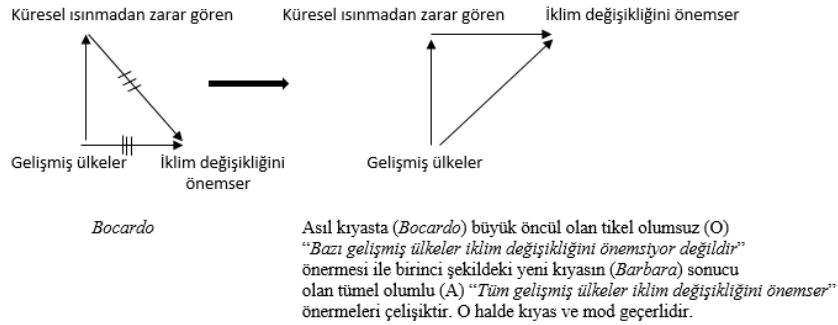 Küresel ısınmadan zarar gören
Küresel ısınmadan zarar gören
İklim değişikliğini önemser
Gelişmiş ülkeler
İklim değişikliğini
önemser
Gelişmiş ülkeler
Bocardo
Asıl kıyasta (Bocardo) büyük öncül olan tikel olumsuz (O)
“Bazı gelişmiş ülkeler iklim değişikliğini önemsiyor değildir”
önermesi ile birinci şekildeki yeni kıyasın (Barbara) sonucu
olan tümel olumlu (A) “Tüm gelişmiş ülkeler iklim değişikliğini önemser”
önermeleri çelişiktir. O halde kıyas ve mod geçerlidir.